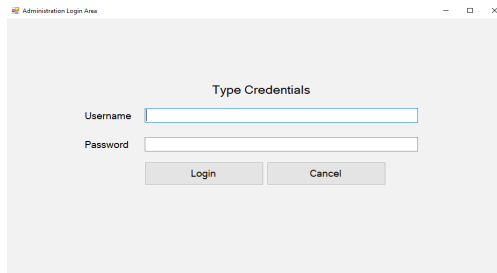 Administration Login Area
Type Credentials
Username
Password
Login Cancel